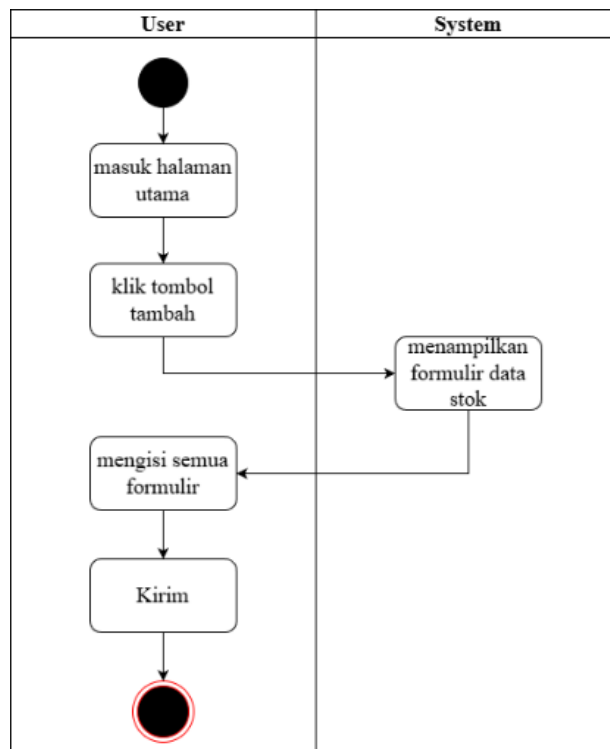 User
System
masuk halaman
utama
klik tombol
tambah
menampilkan
formulir data
stok
mengisi semua
formulir
Kirim